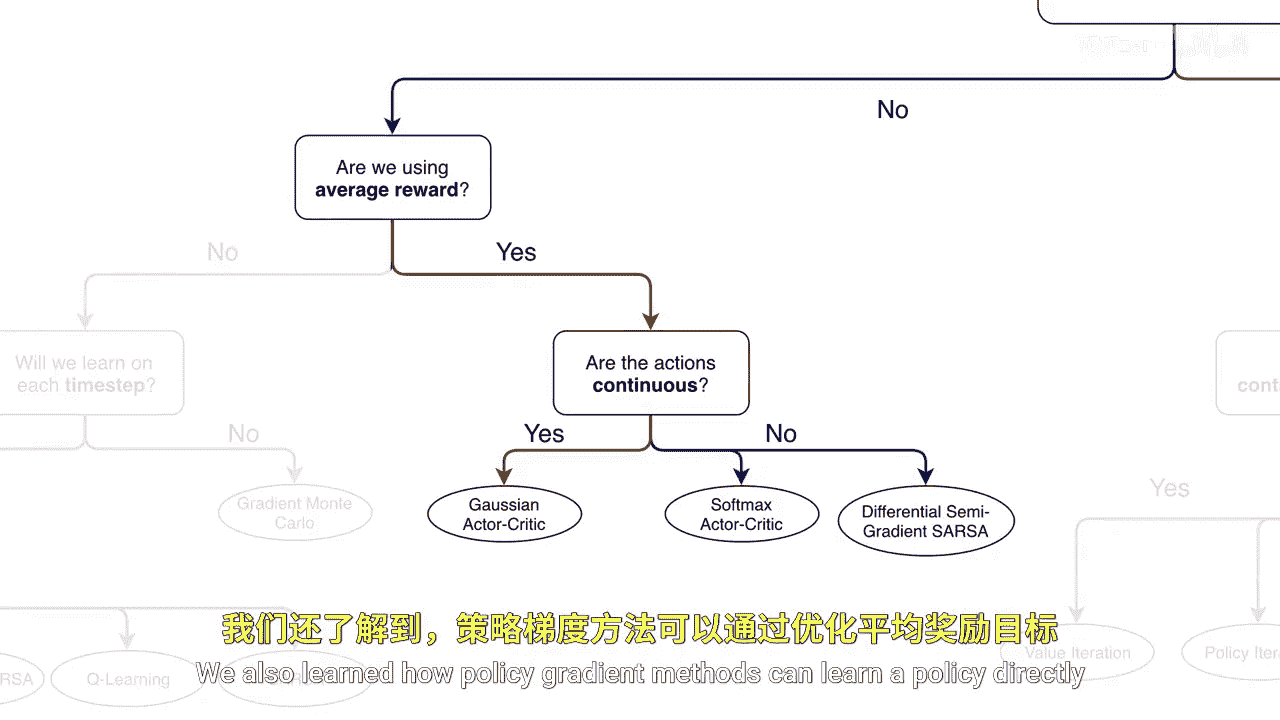 No
Are we using
average reward?
No
Yes
Will we learn on
each timestep?
Are the actions
continuous?
No
Yes
No
Gradient Monte
Carlo
Gaussian
Actor-Critic
Softmax
Actor-Critic
Differential Semi-
Gradient SARSA
Yes
我们还了解到，策略梯度方法可以通过优化平均奖励目标
Value Iteration
Policy Itera
RSA
Q-Learning
We also learned how policy gradient methods can learn a policy directly